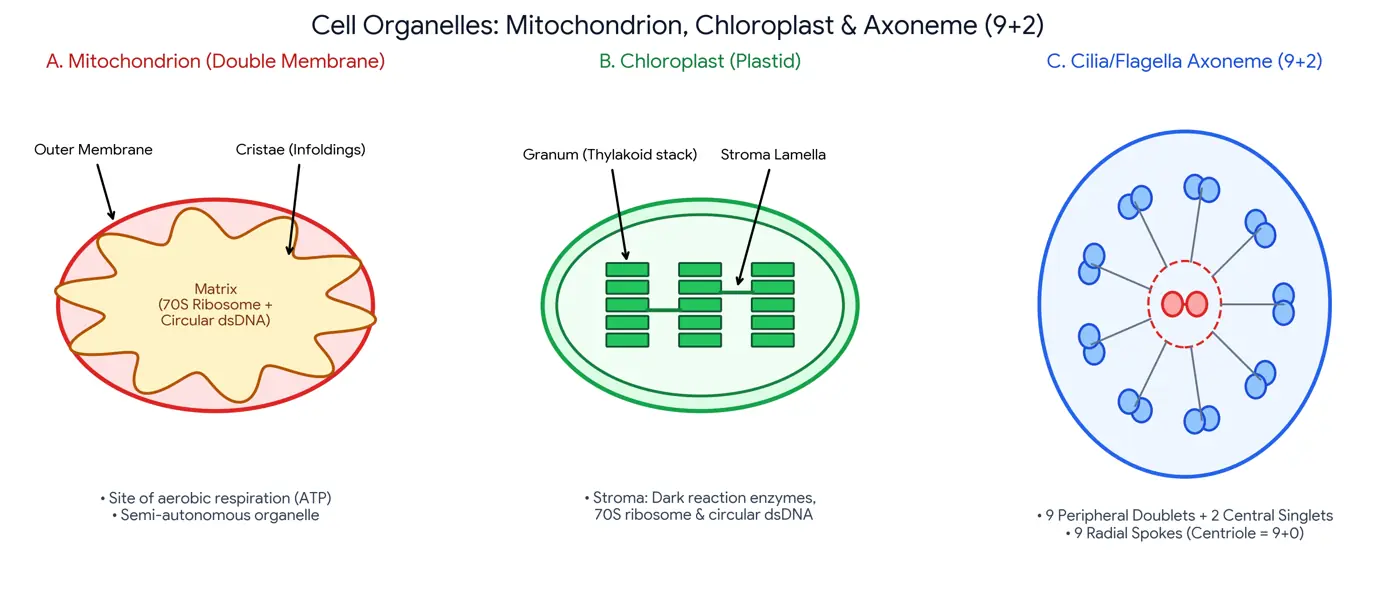 Cell Organelles: Mitochondrion, Chloroplast & Axoneme (9+2)
A. Mitochondrion (Double Membrane)
Outer Membrane
Cristae (Infoldings)
Matrix
(70S Ribosome +
Circular dsDNA)
• Site of aerobic respiration (ATP)
• Semi-autonomous organelle
B. Chloroplast (Plastid)
Granum (Thylakoid stack)
Stroma Lamella
• Stroma: Dark reaction enzymes,
70S ribosome & circular dsDNA
C. Cilia/Flagella Axoneme (9+2)
• 9 Peripheral Doublets + 2 Central Singlets
• 9 Radial Spokes (Centriole = 9+0)